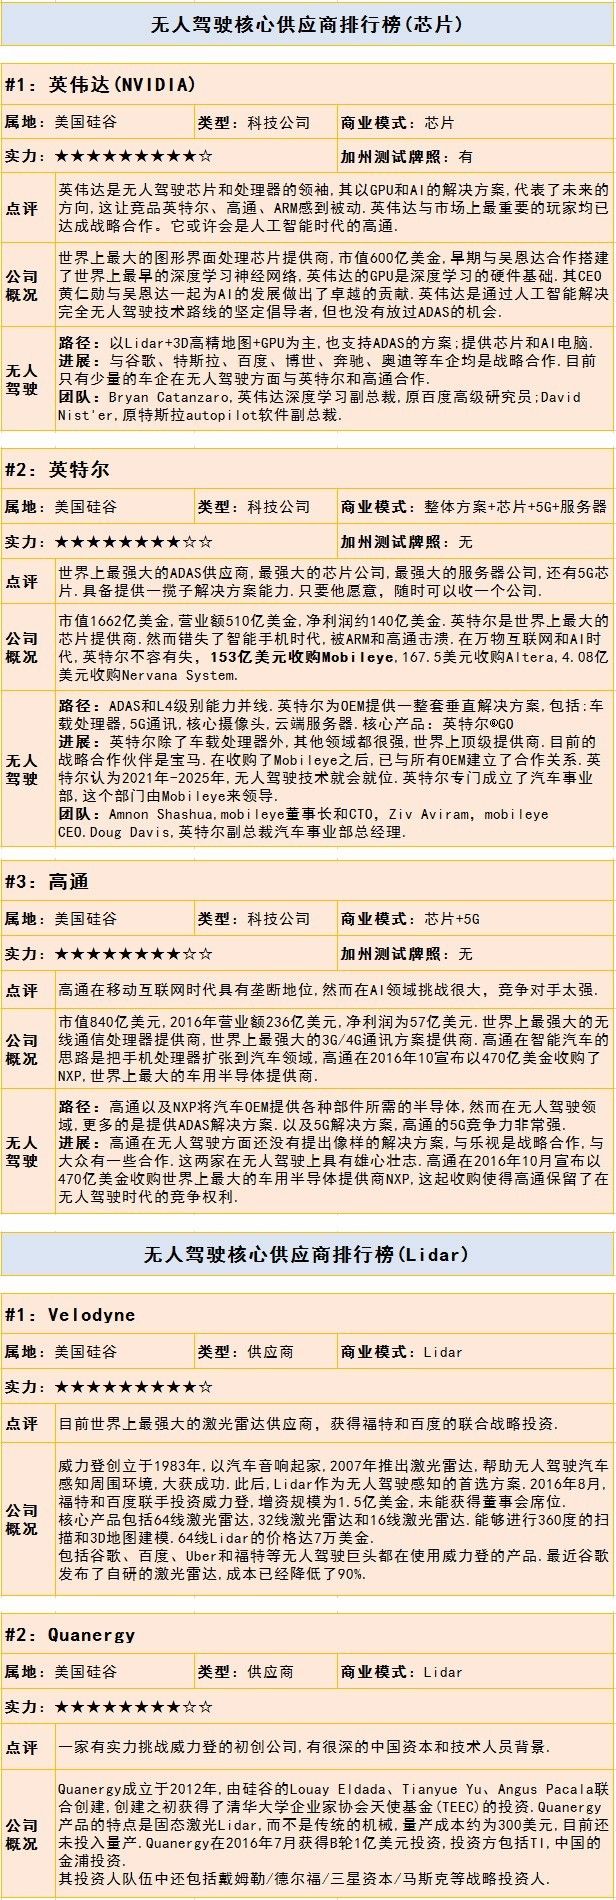 无人驾驶核心供应商排行榜(芯片)
#1: 英伟达(NVIDIA)
属地: 美国硅谷 类型: 科技公司 商业模式: 芯片
实力: ★★★★★★★★★☆ 加州测试牌照: 有
点评
英伟达是无人驾驶芯片和处理器的领袖,其以GPU和AI的解决方案,代表了未来的
方向,这让竞品英特尔、高通、ARM感到被动.英伟达与市场上最重要的玩家均已
达成战略合作。它或许会是人工智能时代的高通.
公司
概况
世界上最大的图形界面处理芯片提供商,市值600亿美金,早期与吴恩达合作搭建
了世界上最早的深度学习神经网络,英伟达的GPU是深度学习的硬件基础.其CEO
黄仁勋与吴恩达一起为AI的发展做出了卓越的贡献.英伟达是通过人工智能解决
完全无人驾驶技术路线的坚定倡导者,但也没有放过ADAS的机会.
无人
驾驶
路径: 以Lidar+3D高精地图+GPU为主,也支持ADAS的方案;提供芯片和AI电脑.
进展: 与谷歌、特斯拉、百度、博世、奔驰、奥迪等车企均是战略合作.目前
只有少量的车企在无人驾驶方面与英特尔和高通合作.
团队: Bryan Catanzaro,英伟达深度学习副总裁,原百度高级研究员;David
Nist'er,原特斯拉autopilot软件副总裁.
#2: 英特尔
属地: 美国硅谷 类型: 科技公司 商业模式: 整体方案+芯片+5G+服务器
实力: ★★★★★★★★☆☆ 加州测试牌照: 无
点评
世界上最强大的ADAS供应商,最强大的芯片公司,最强大的服务器公司,还有5G芯
片.具备提供一揽子解决方案能力.只要他愿意, 随时可以收一个公司.
公司
概况
市值1662亿美金,营业额510亿美金,净利润约140亿美金.英特尔是世界上最大的
芯片提供商.然而错失了智能手机时代,被ARM和高通击溃.在万物互联网和AI时
代,英特尔不容有失, 153亿美元收购Mobileye,167.5美元收购Altera,4.08亿
美元收购Nervana System.
无人
驾驶
路径: ADAS和L4级别能力并线.英特尔为OEM提供一整套垂直解决方案,包括;车
载处理器,5G通讯,核心摄像头,云端服务器.核心产品: 英特尔®GO
进展: 英特尔除了车载处理器外,其他领域都很强,世界上顶级提供商.目前的
战略合作伙伴是宝马.在收购了Mobileye之后,已与所有OEM建立了合作关系.英
特尔认为2021年-2025年,无人驾驶技术就会就位.英特尔专门成立了汽车事业
部,这个部门由Mobileye来领导.
团队: Amnon Shashua,mobileye董事长和CTO, Ziv Aviram, mobileye
CEO.Doug Davis,英特尔副总裁汽车事业部总经理.
#3: 高通
属地: 美国硅谷 类型: 科技公司 商业模式: 芯片+5G
实力: ★★★★★★★★☆☆ 加州测试牌照: 无
点评
高通在移动互联网时代具有垄断地位,然而在AI领域挑战很大, 竞争对手太强.
公司
概况
市值840亿美元,2016年营业额236亿美元,净利润为57亿美元.世界上最强大的无
线通信处理器提供商,世界上最强大的3G/4G通讯方案提供商.高通在智能汽车的
思路是把手机处理器扩张到汽车领域,高通在2016年10宣布以470亿美金收购了
NXP,世界上最大的车用半导体提供商.
无人
驾驶
路径: 高通以及NXP将汽车OEM提供各种部件所需的半导体,然而在无人驾驶领
域,更多的是提供ADAS解决方案.以及5G解决方案,高通的5G竞争力非常强.
进展: 高通在无人驾驶方面还没有提出像样的解决方案,与乐视是战略合作,与
大众有一些合作.这两家在无人驾驶上具有雄心壮志.高通在2016年10月宣布以
470亿美金收购世界上最大的车用半导体提供商NXP,这起收购使得高通保留了在
无人驾驶时代的竞争权利.
无人驾驶核心供应商排行榜(Lidar)
#1: Velodyne
属地: 美国硅谷 类型: 供应商 商业模式: Lidar
实力: ★★★★★★★★★☆
点评
目前世界上最强大的激光雷达供应商, 获得福特和百度的联合战略投资.
公司
概况
威力登创立于1983年,以汽车音响起家,2007年推出激光雷达,帮助无人驾驶汽车
感知周围环境,大获成功.此后,Lidar作为无人驾驶感知的首选方案.2016年8月,
福特和百度联手投资威力登,增资规模为1.5亿美金,未能获得董事会席位.
核心产品包括64线激光雷达,32线激光雷达和16线激光雷达.能够进行360度的扫
描和3D地图建模.64线Lidar的价格达7万美金.
包括谷歌、百度、Uber和福特等无人驾驶巨头都在使用威力登的产品.最近谷歌
发布了自研的激光雷达,成本已经降低了90%.
#2: Quanergy
属地: 美国硅谷 类型: 供应商 商业模式: Lidar
实力: ★★★★★★★★☆☆
点评
一家有实力挑战威力登的初创公司,有很深的中国资本和技术人员背景.
公司
概况
Quanergy成立于2012年,由硅谷的Louay Eldada、Tianyue Yu、Angus Pacala联
合创建,创建之初获得了清华大学企业家协会天使基金(TEEC)的投资.Quanergy
产品的特点是固态激光Lidar,而不是传统的机械,量产成本约为300美元,目前还
未投入量产.Quanergy在2016年7月获得B轮1亿美元投资,投资方包括TI,中国的
金浦投资.
其投资人队伍中还包括戴姆勒/德尔福/三星资本/马斯克等战略投资人.